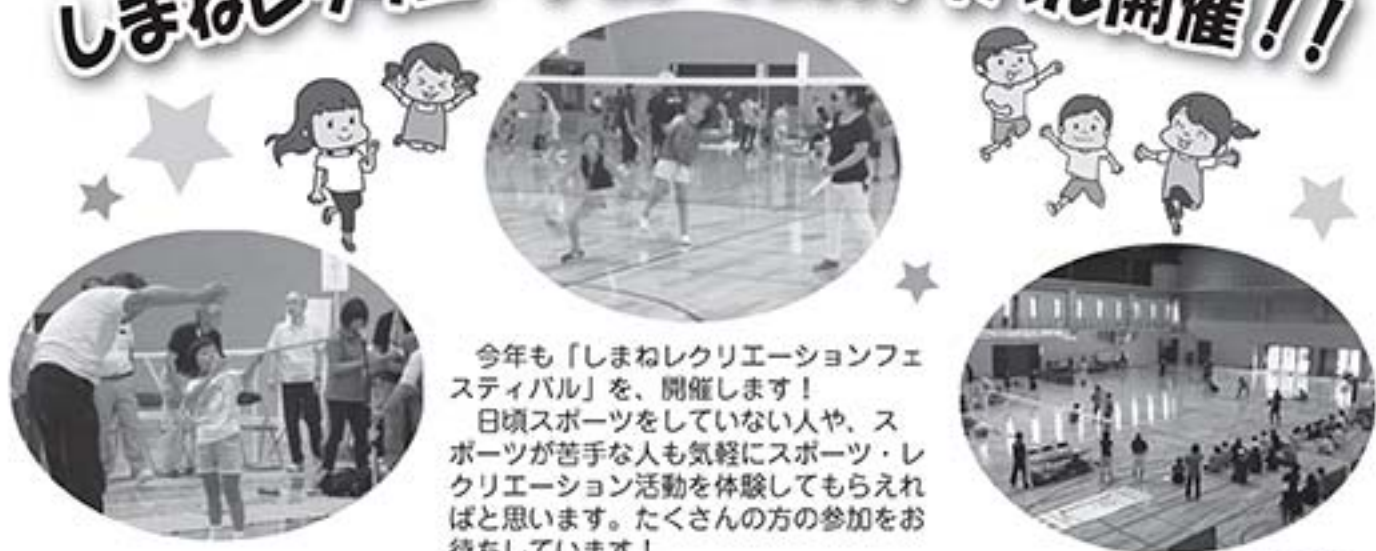 開催!!
今年も「しまねレクリエーションフェ
スティバル」を、開催します!
日頃スポーツをしていない人や、ス
ポーツが苦手な人も気軽にスポーツ・レ
クリエーション活動を体験してもらえれ
ばと思います。たくさんの方の参加をお
待ちしています!